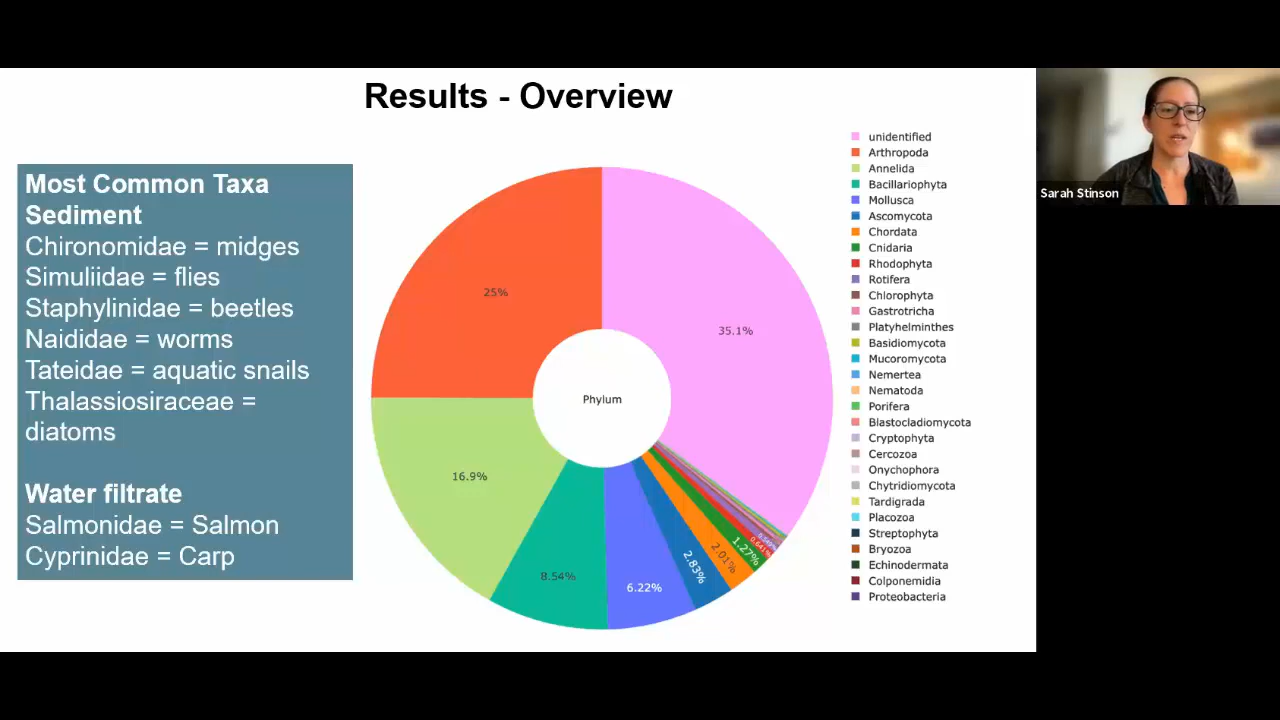 Results - Overview
Most Common Taxa
Sediment
Chironomidae = midges
Simuliidae = flies
Staphylinidae = beetles
Naididae = worms
Tateidae = aquatic snails
Thalassiosiraceae =
diatoms
Water filtrate
Salmonidae = Salmon
Cyprinidae = Carp
25%
35.1%
Phylum
16.9%
8.54%
6.22%
2.83%
2.01%
1.27%
0.641%
unidentified
Arthropoda
Annelida
Bacillariophyta
Mollusca
Ascomycota
Chordata
Cnidaria
Rhodophyta
Rotifera
Chlorophyta
Gastrotricha
Platyhelminthes
Basidiomycota
Mucoromycota
Nemertea
Nematoda
Porifera
Blastocladiomycota
Cryptophyta
Cercozoa
Onychophora
Chytridiomycota
Tardigrada
Placozoa
Streptophyta
Bryozoa
Echinodermata
Colponemidia
Proteobacteria
Sarah Stinson